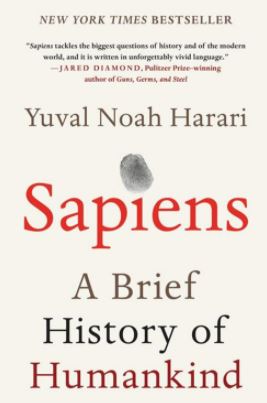 NEW YORK TIMES BESTSELLER
"Sapiens tackles the biggest questions of history and of the modern
world, and it is written in unforgettably vivid language."
—JARED DIAMOND, Pulitzer Prize–winning
author of Guns, Germs, and Steel
Yuval Noah Harari
Sapiens
A Brief
History of
Humankind